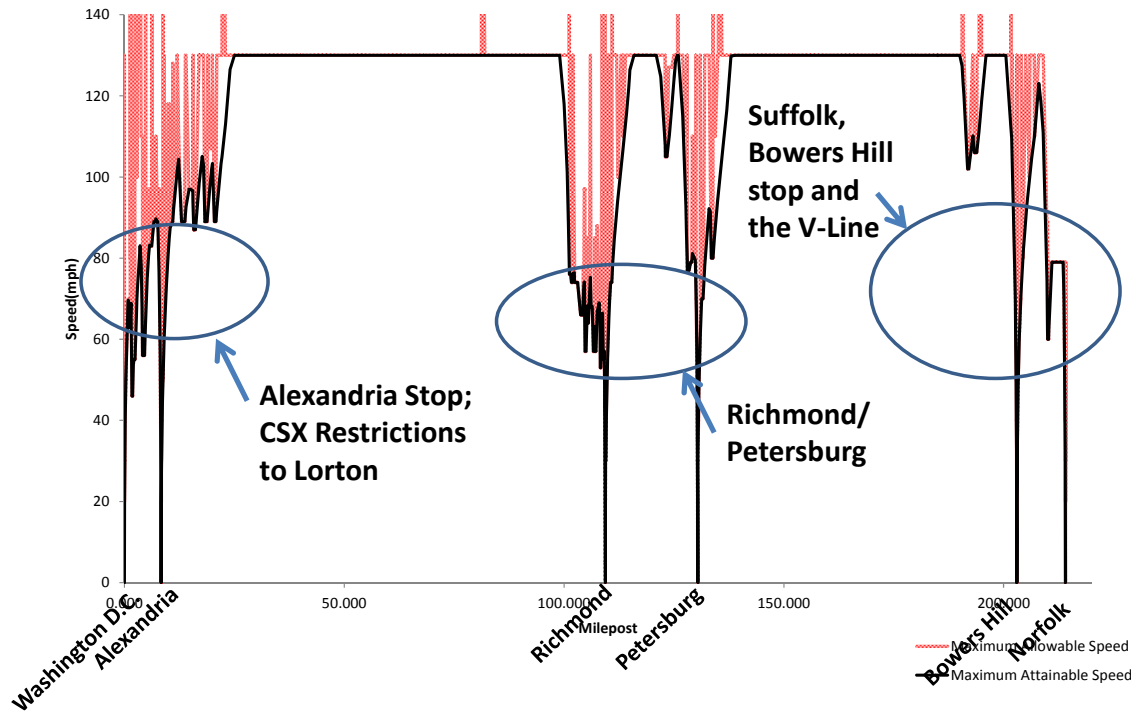 140
120
100
80
60
40
20
0
Speed(mph)
Suffolk,
Bowers Hill
stop and
the V-Line
Alexandria Stop;
CSX Restrictions
to Lorton
Richmond/
Petersburg
0.000
50.000
100.000
150.000
200.000
Milepost
Washington D.C.
Alexandria
Richmond
Petersburg
Bowers Hill
Norfolk
Maximum Allowable Speed
Maximum Attainable Speed